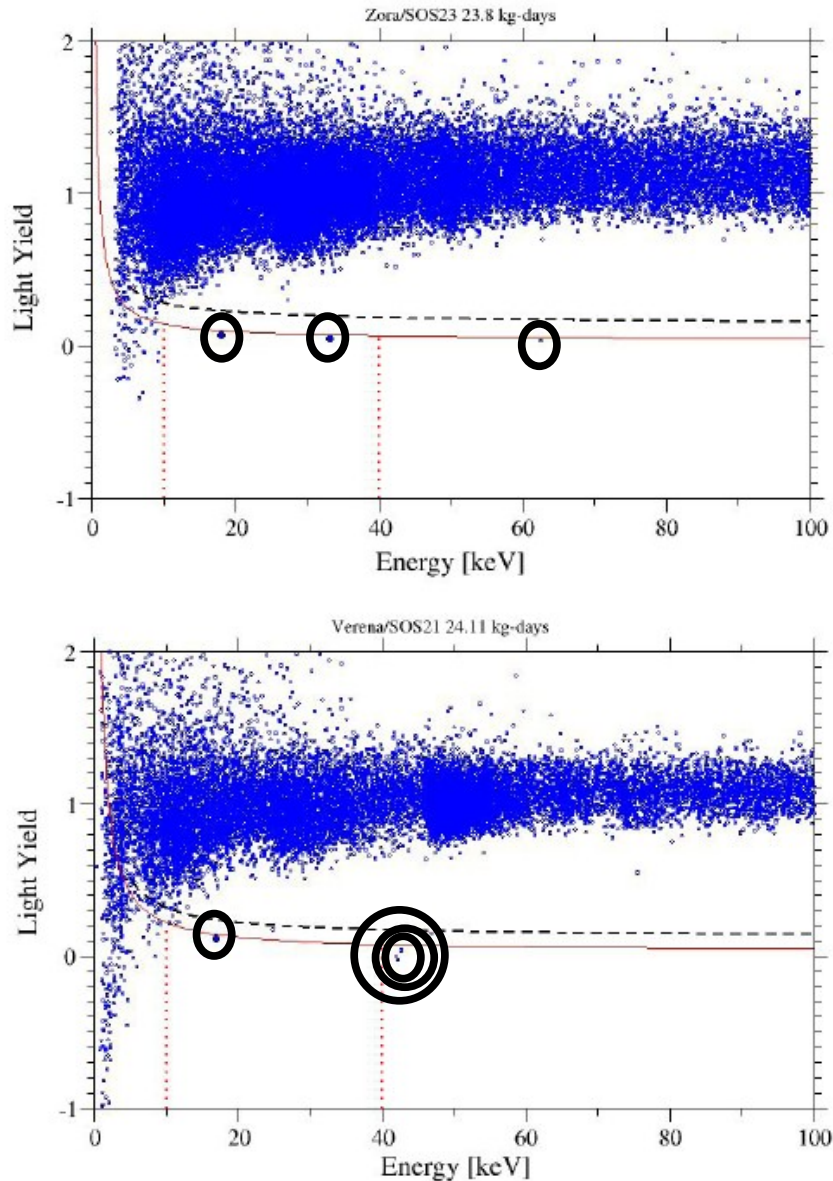 Zora/SOS23 23.8 kg-days
2
1
0
-1
Light Yield
0 20 40 60 80 100
Energy [keV]
Verena/SOS21 24.11 kg-days
2
1
0
-1
Light Yield
0 20 40 60 80 100
Energy [keV]